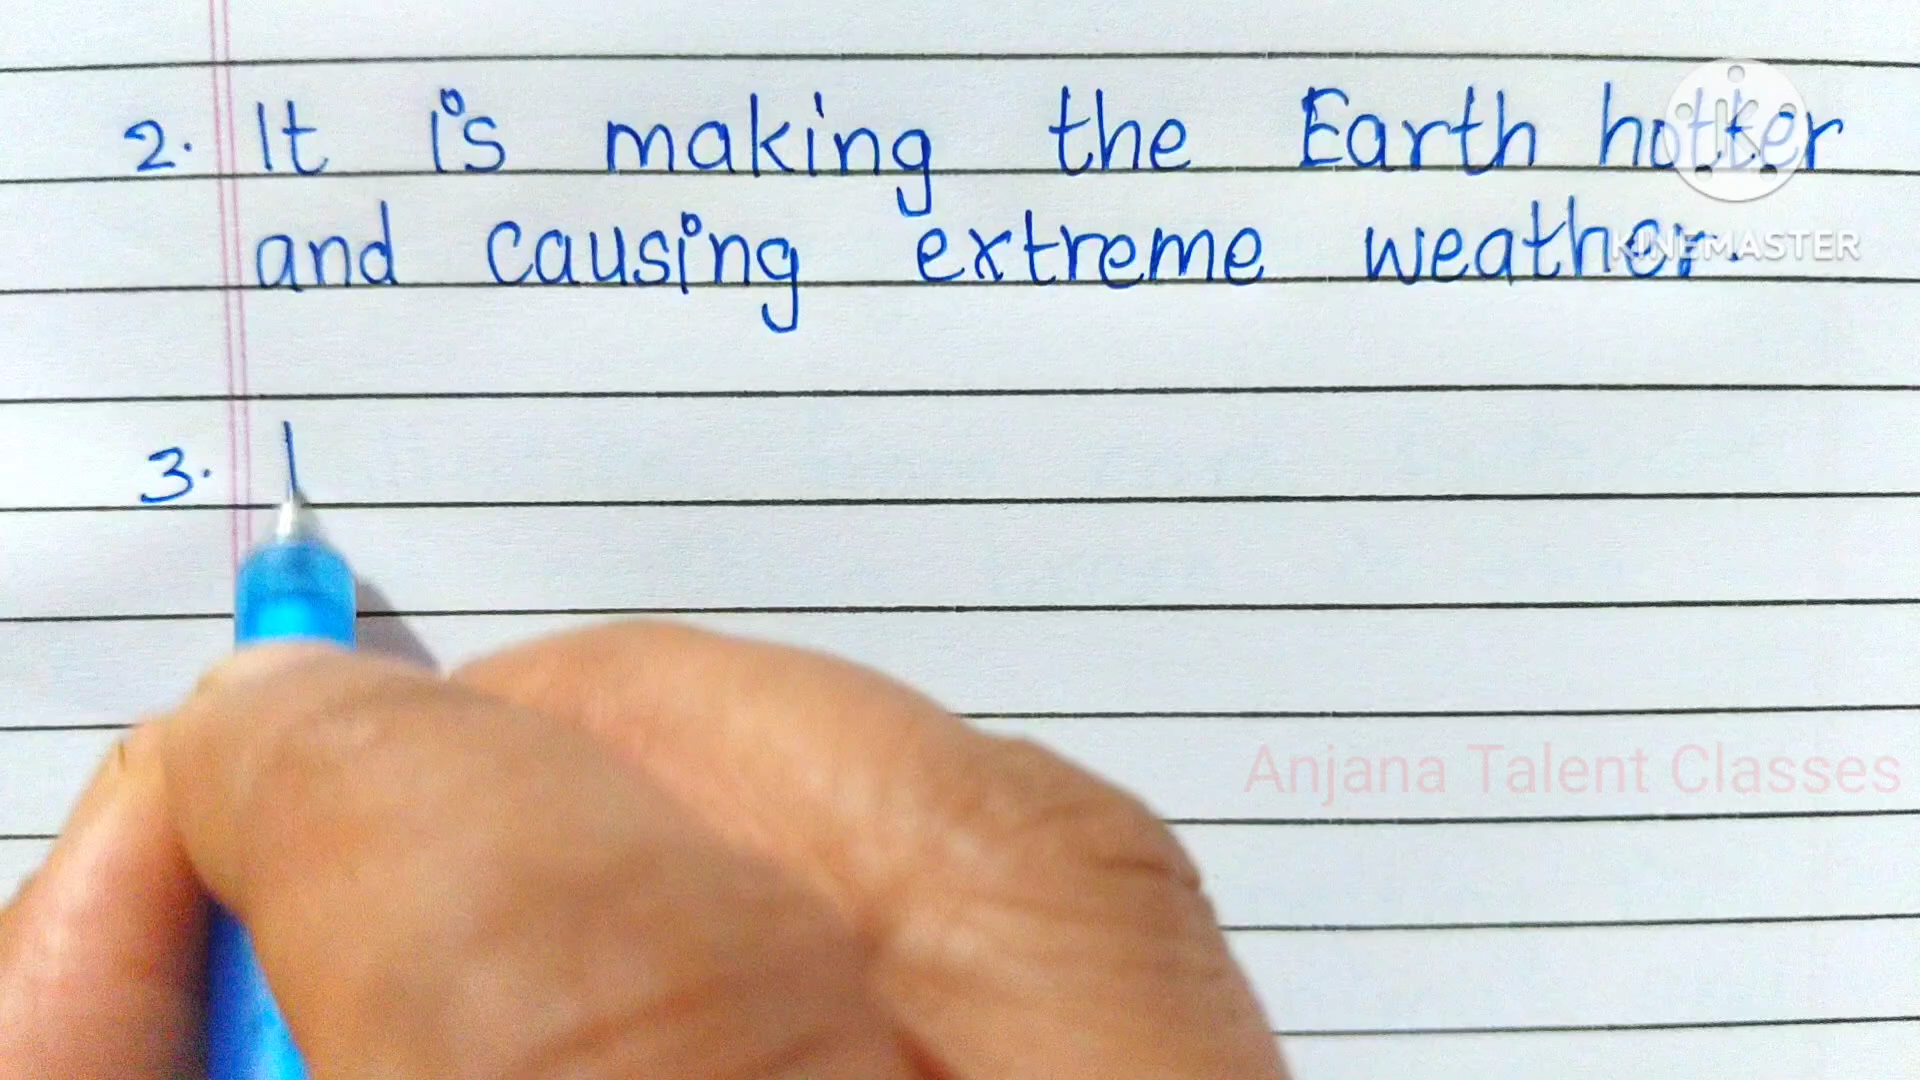 2. It is making the Earth hotter
and causing extreme weather.
KINEMASTER
3.
Anjana Talent Classes